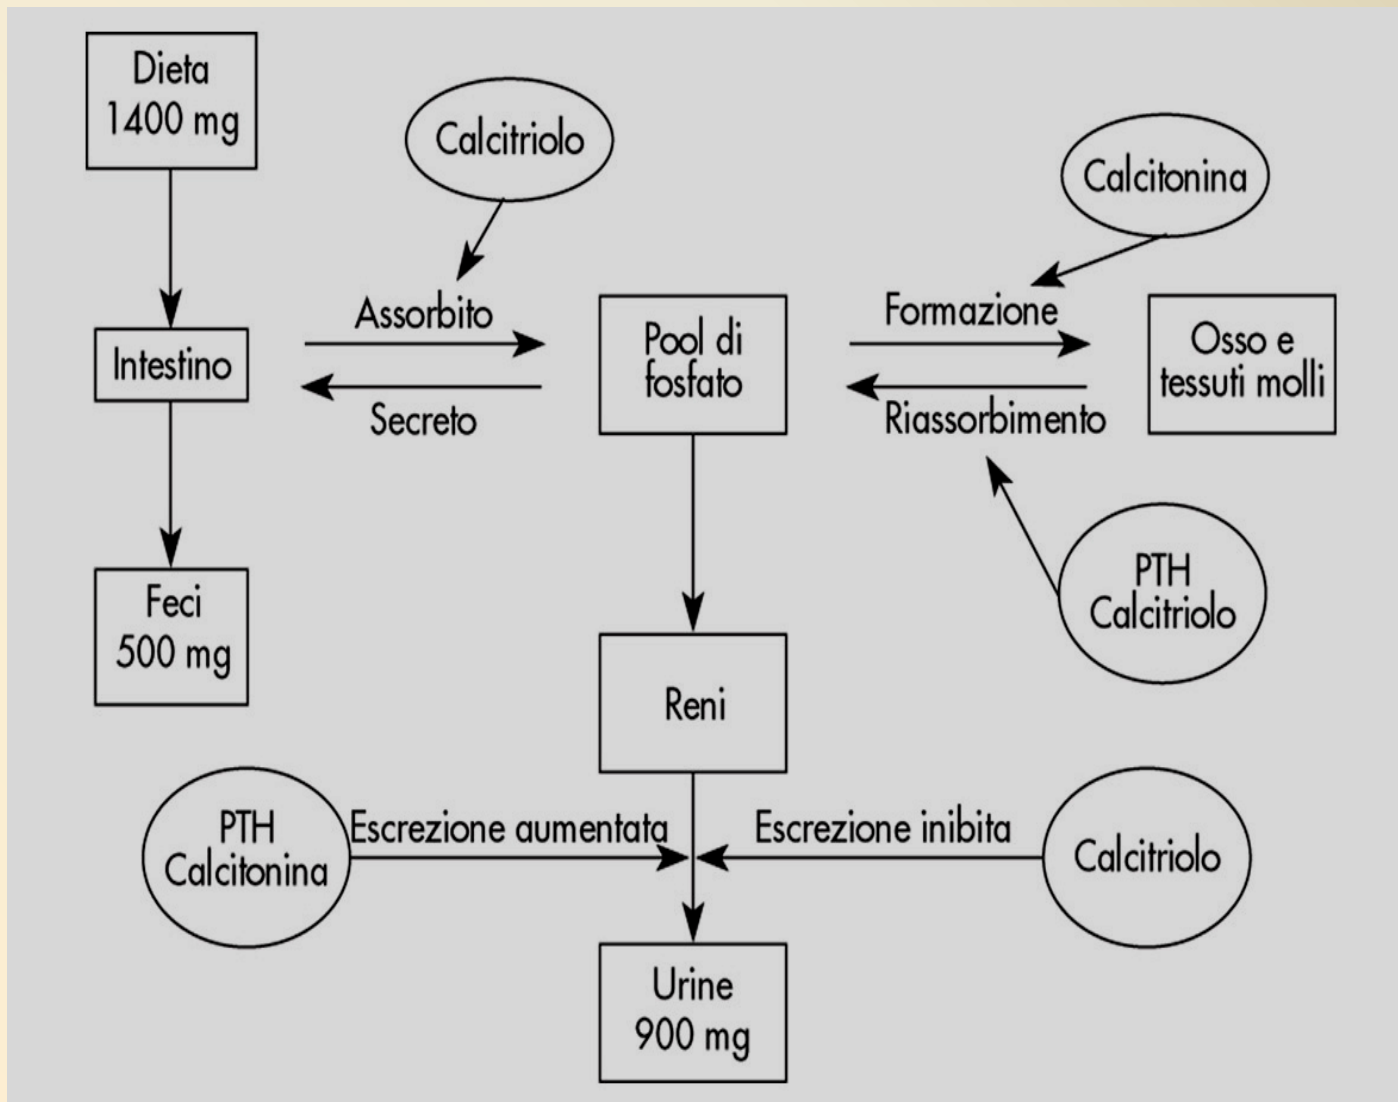 Dieta
1400 mg
Calcitriolo
Calcitonina
Assorbito
Formazione
Intestino
Pool di
fosfato
Osso e
tessuti molli
Secreto
Riassorbimento
Feci
500 mg
PTH
Calcitriolo
Reni
PTH
Calcitonina
Escrezione aumentata
Escrezione inibita
Calcitriolo
Urine
900 mg